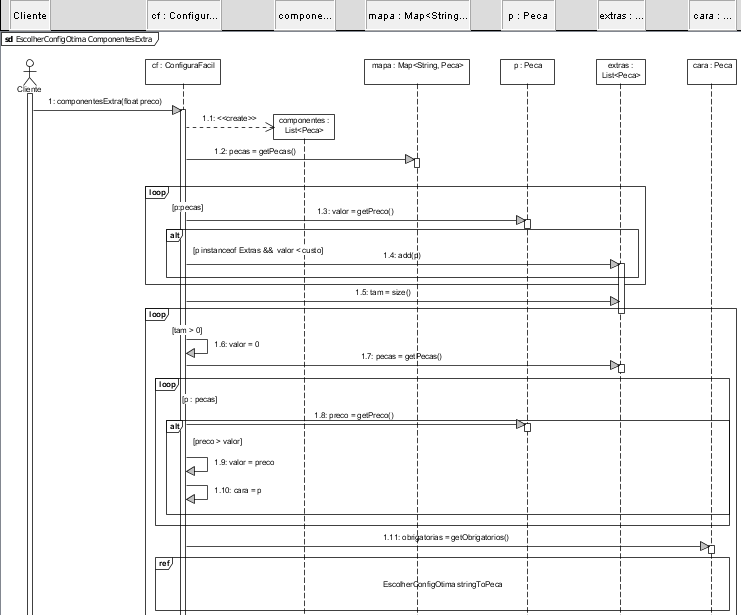 Cliente
cf : Configur...
compone...
mapa : Map<String...
p : Peca
extras : ...
cara : ...
sd EscolherConfigOtima ComponentesExtra
Cliente
cf : ConfiguraFacil
mapa : Map<String, Peca>
p : Peca
extras :
List<Peca>
cara : Peca
1: componentesExtra(float preco)
1.1: <<create>>
componentes :
List<Peca>
1.2: pecas = getPecas()
loop
[p:pecas]
1.3: valor = getPreco()
alt
[p instanceof Extras && valor < custo]
1.4: add(p)
1.5: tam = size()
loop
[tam > 0]
1.6: valor = 0
1.7: pecas = getPecas()
loop
[p : pecas]
1.8: preco = getPreco()
alt
[preco > valor]
1.9: valor = preco
1.10: cara = p
1.11: obrigatorias = getObrigatorios()
ref
EscolherConfigOtima stringToPeca